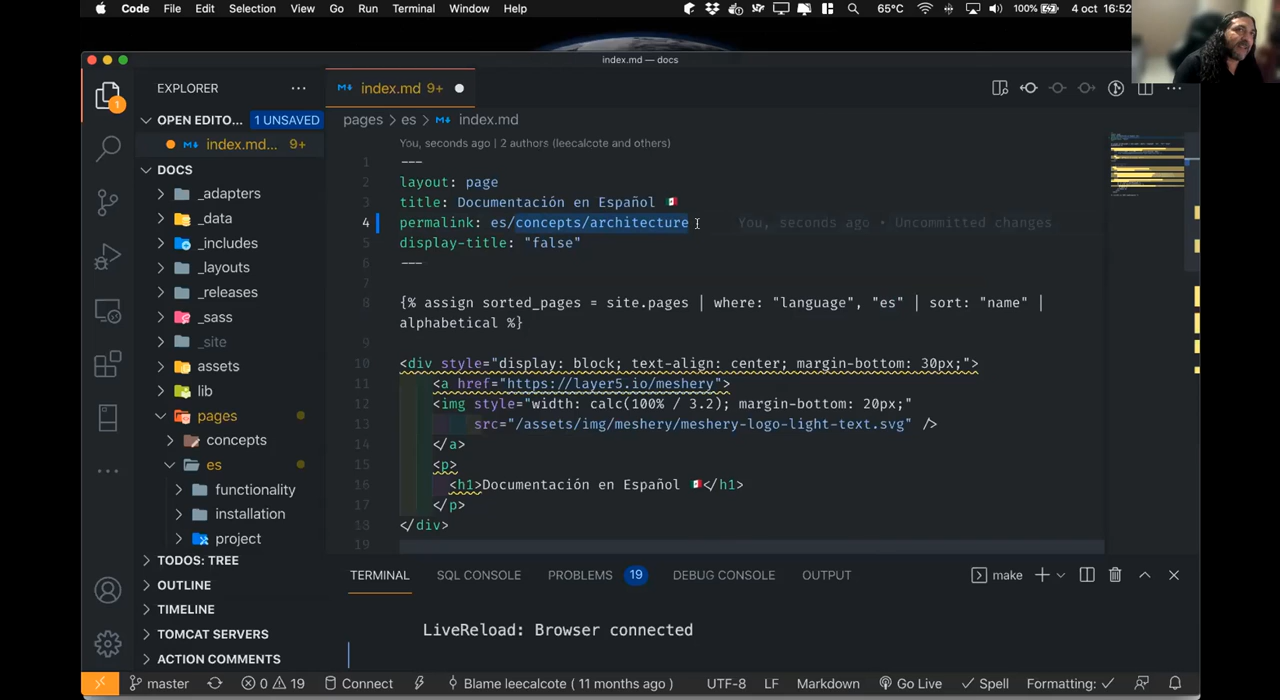 Code File Edit Selection View Go Run Terminal Window Help 65°C 100% 4 oct 16:52
index.md — docs
EXPLORER
index.md 9+
OPEN EDITO... 1 UNSAVED
index.md... 9+
DOCS
_adapters
_data
_includes
_layouts
_releases
_sass
_site
assets
lib
pages
concepts
es
functionality
installation
project
TODOS: TREE
OUTLINE
TIMELINE
TOMCAT SERVERS
ACTION COMMENTS
pages > es > index.md
You, seconds ago | 2 authors (leecalcote and others)
1 ---
2 layout: page
3 title: Documentación en Español 🇲🇽
4 permalink: es/concepts/architecture You, seconds ago • Uncommitted changes
5 display-title: "false"
6 ---
7
8 {% assign sorted_pages = site.pages | where: "language", "es" | sort: "name" |
alphabetical %}
9
10 <div style="display: block; text-align: center; margin-bottom: 30px;">
11 <a href="https://layer5.io/meshery">
12 <img style="width: calc(100% / 3.2); margin-bottom: 20px;"
13 src="/assets/img/meshery/meshery-logo-light-text.svg" />
14 </a>
15 <p>
16 <h1>Documentación en Español 🇲🇽</h1>
17 </p>
18 </div>
19
TERMINAL SQL CONSOLE PROBLEMS 19 DEBUG CONSOLE OUTPUT make
LiveReload: Browser connected
master 0 19 Connect Blame leecalcote ( 11 months ago ) UTF-8 LF Markdown Go Live Spell Formatting: ✓